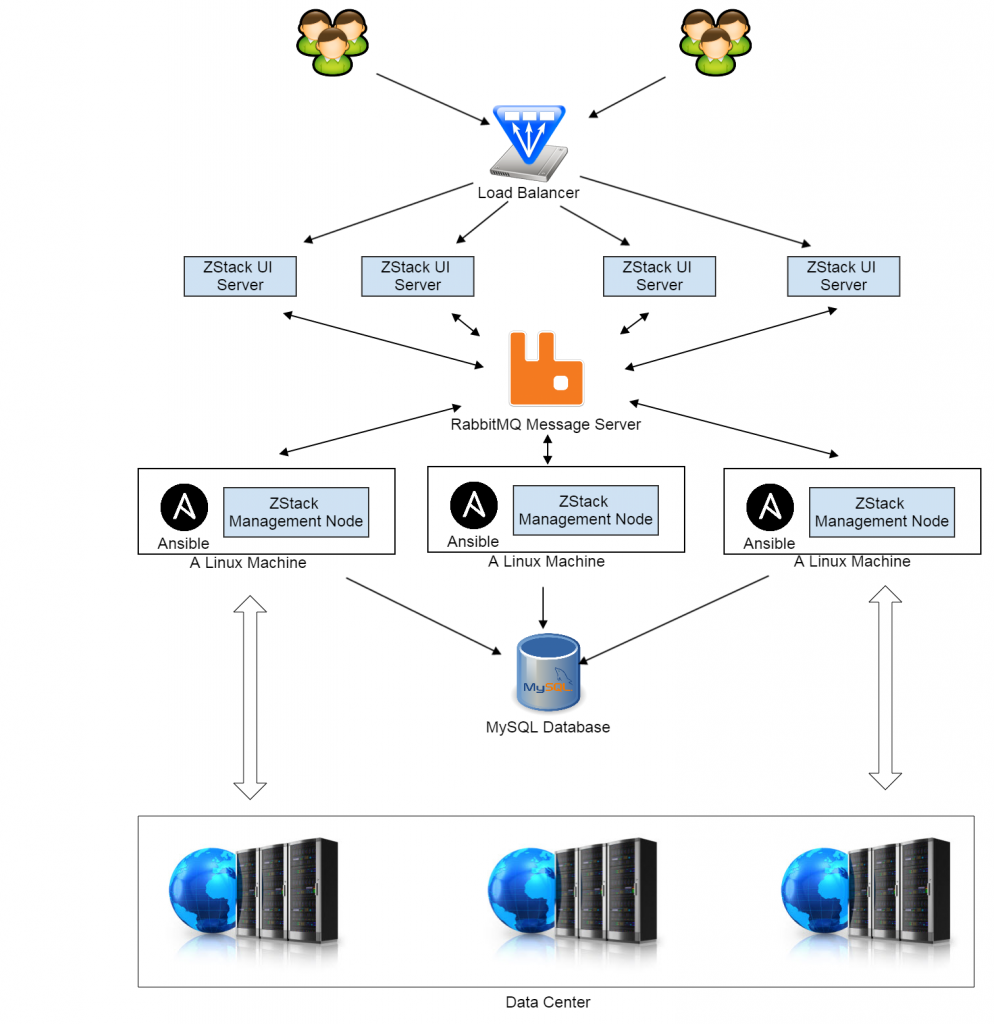 Load Balancer
ZStack UI
Server
ZStack UI
Server
ZStack UI
Server
ZStack UI
Server
RabbitMQ Message Server
Ansible
ZStack
Management Node
A Linux Machine
Ansible
ZStack
Management Node
A Linux Machine
Ansible
ZStack
Management Node
A Linux Machine
MySQL
MySQL Database
Data Center